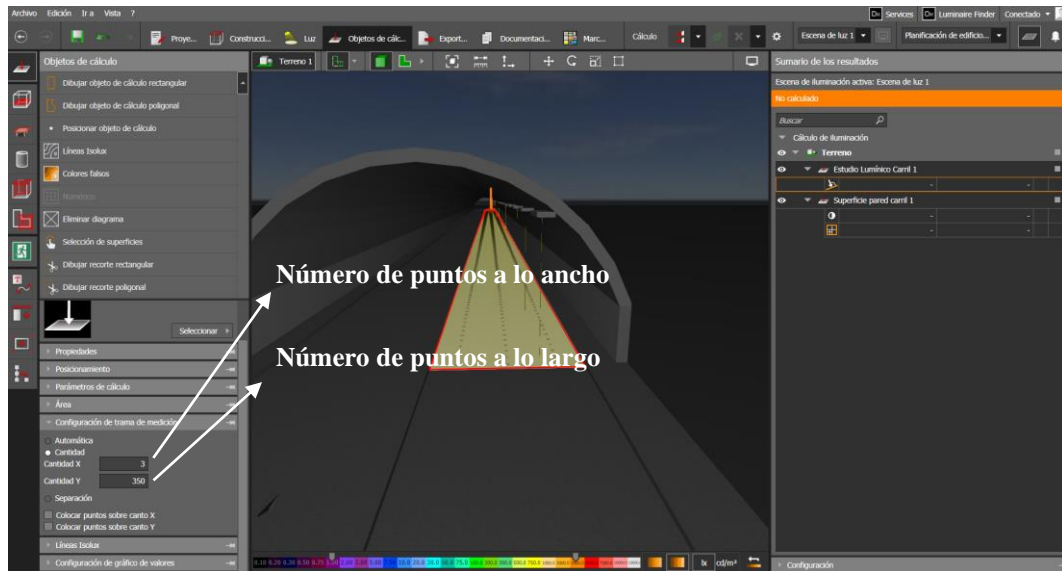 Archivo Edición Ir a Vista ?
Services Luminaire Finder Conectado
Proye... Construcci... Luz Objetos de cálc... Export... Documentaci... Marc... Cálculo Escena de luz 1 Planificación de edificio...
Objetos de cálculo
Terreno 1
Sumario de los resultados
Dibujar objeto de cálculo rectangular
Dibujar objeto de cálculo poligonal
Posicionar objeto de cálculo
Líneas Isolux
Colores falsos
Numérico
Eliminar diagrama
Selección de superficies
Dibujar recorte rectangular
Dibujar recorte poligonal
Seleccionar
Propiedades
Posicionamiento
Parámetros de cálculo
Área
Configuración de trama de medición
Automática
Cantidad
Cantidad X 3
Cantidad Y 350
Separación
Colocar puntos sobre canto X
Colocar puntos sobre canto Y
Líneas Isolux
Configuración de gráfico de valores
Número de puntos a lo ancho
Número de puntos a lo largo
lx cd/m²
Escena de iluminación activa: Escena de luz 1
No calculado
Buscar
Cálculo de iluminación
Terreno
Estudio Lumínico Carril 1
Superficie pared carril 1
Configuración